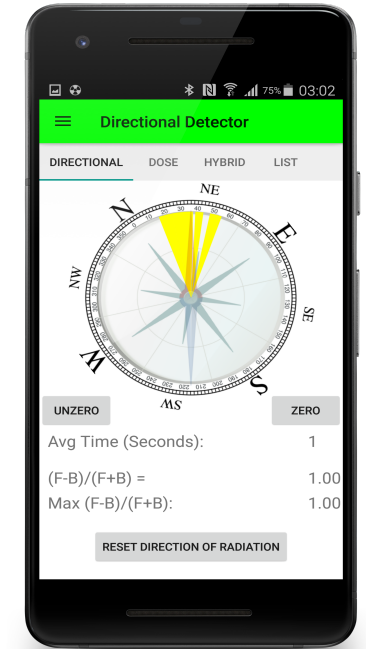 75% 03:02
Directional Detector
DIRECTIONAL DOSE HYBRID LIST
NE
N
E
NW
SE
W
S
SW
UNZERO ZERO
Avg Time (Seconds): 1
(F-B)/(F+B) = 1.00
Max (F-B)/(F+B): 1.00
RESET DIRECTION OF RADIATION